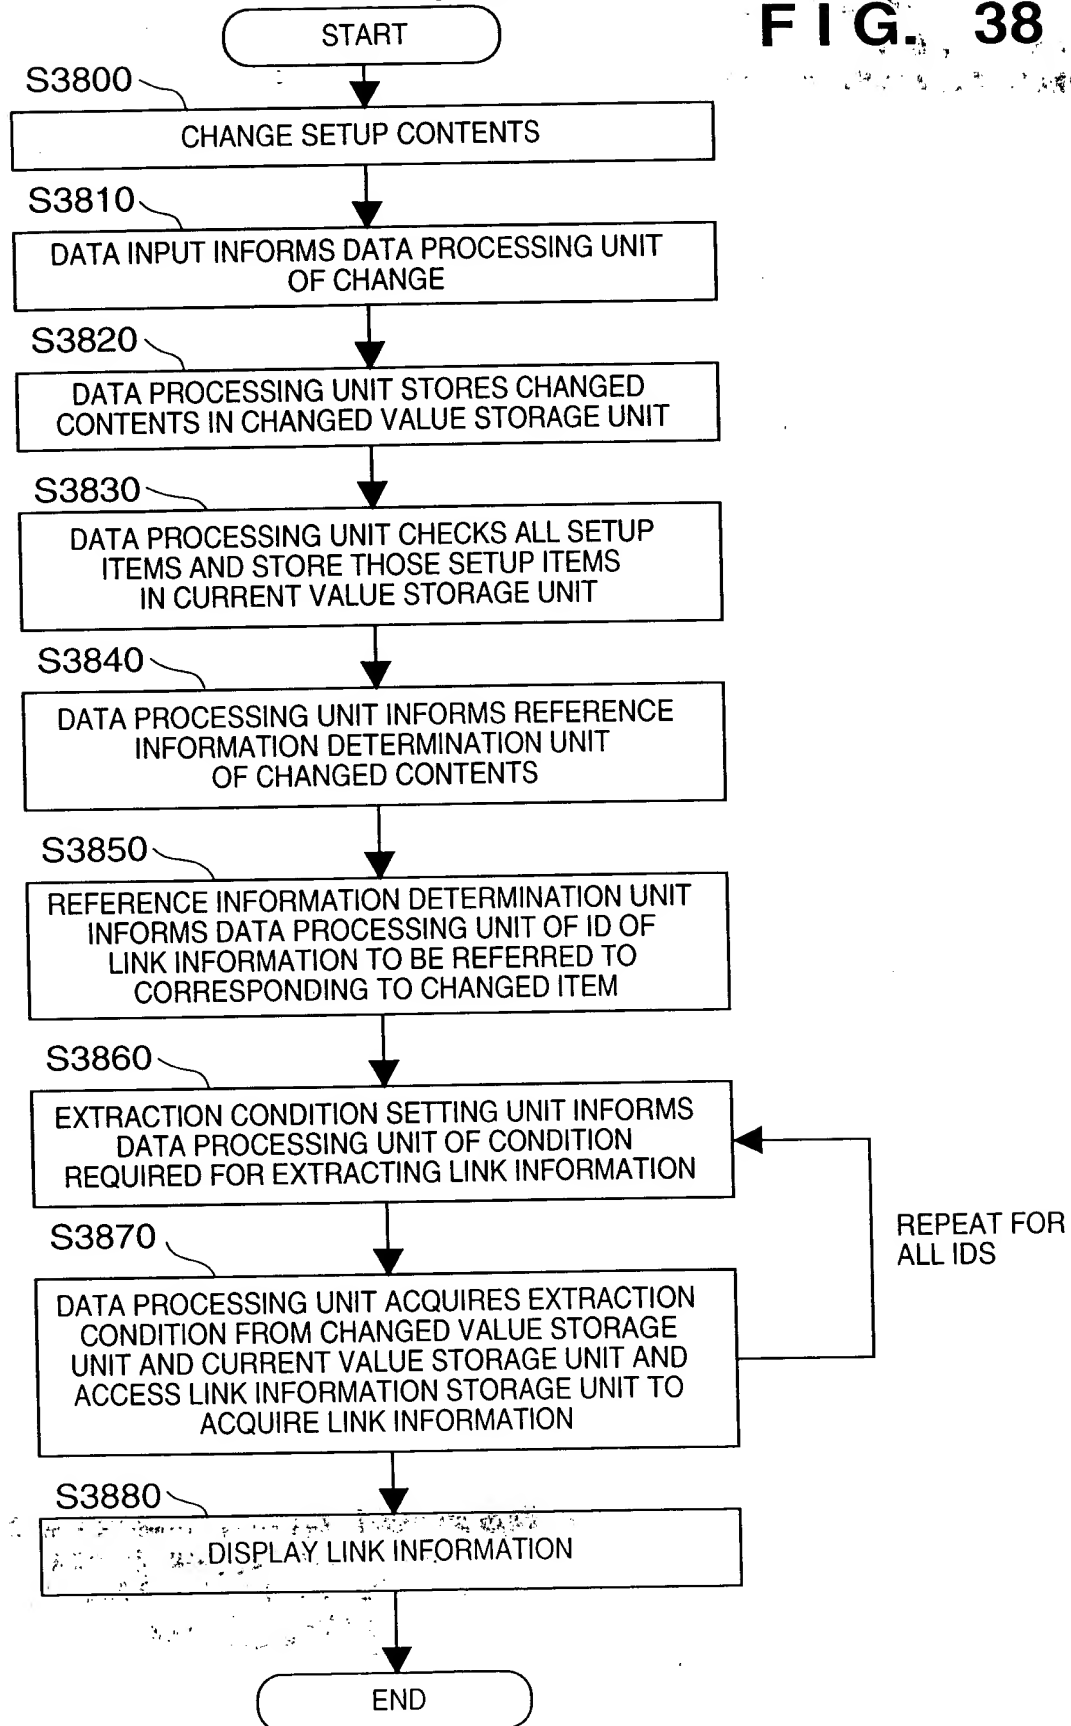 FIG. 38
START
S3800
CHANGE SETUP CONTENTS
S3810
DATA INPUT INFORMS DATA PROCESSING UNIT
OF CHANGE
S3820
DATA PROCESSING UNIT STORES CHANGED
CONTENTS IN CHANGED VALUE STORAGE UNIT
S3830
DATA PROCESSING UNIT CHECKS ALL SETUP
ITEMS AND STORE THOSE SETUP ITEMS
IN CURRENT VALUE STORAGE UNIT
S3840
DATA PROCESSING UNIT INFORMS REFERENCE
INFORMATION DETERMINATION UNIT
OF CHANGED CONTENTS
S3850
REFERENCE INFORMATION DETERMINATION UNIT
INFORMS DATA PROCESSING UNIT OF ID OF
LINK INFORMATION TO BE REFERRED TO
CORRESPONDING TO CHANGED ITEM
S3860
EXTRACTION CONDITION SETTING UNIT INFORMS
DATA PROCESSING UNIT OF CONDITION
REQUIRED FOR EXTRACTING LINK INFORMATION
REPEAT FOR
ALL IDS
S3870
DATA PROCESSING UNIT ACQUIRES EXTRACTION
CONDITION FROM CHANGED VALUE STORAGE
UNIT AND CURRENT VALUE STORAGE UNIT AND
ACCESS LINK INFORMATION STORAGE UNIT TO
ACQUIRE LINK INFORMATION
S3880
DISPLAY LINK INFORMATION
END